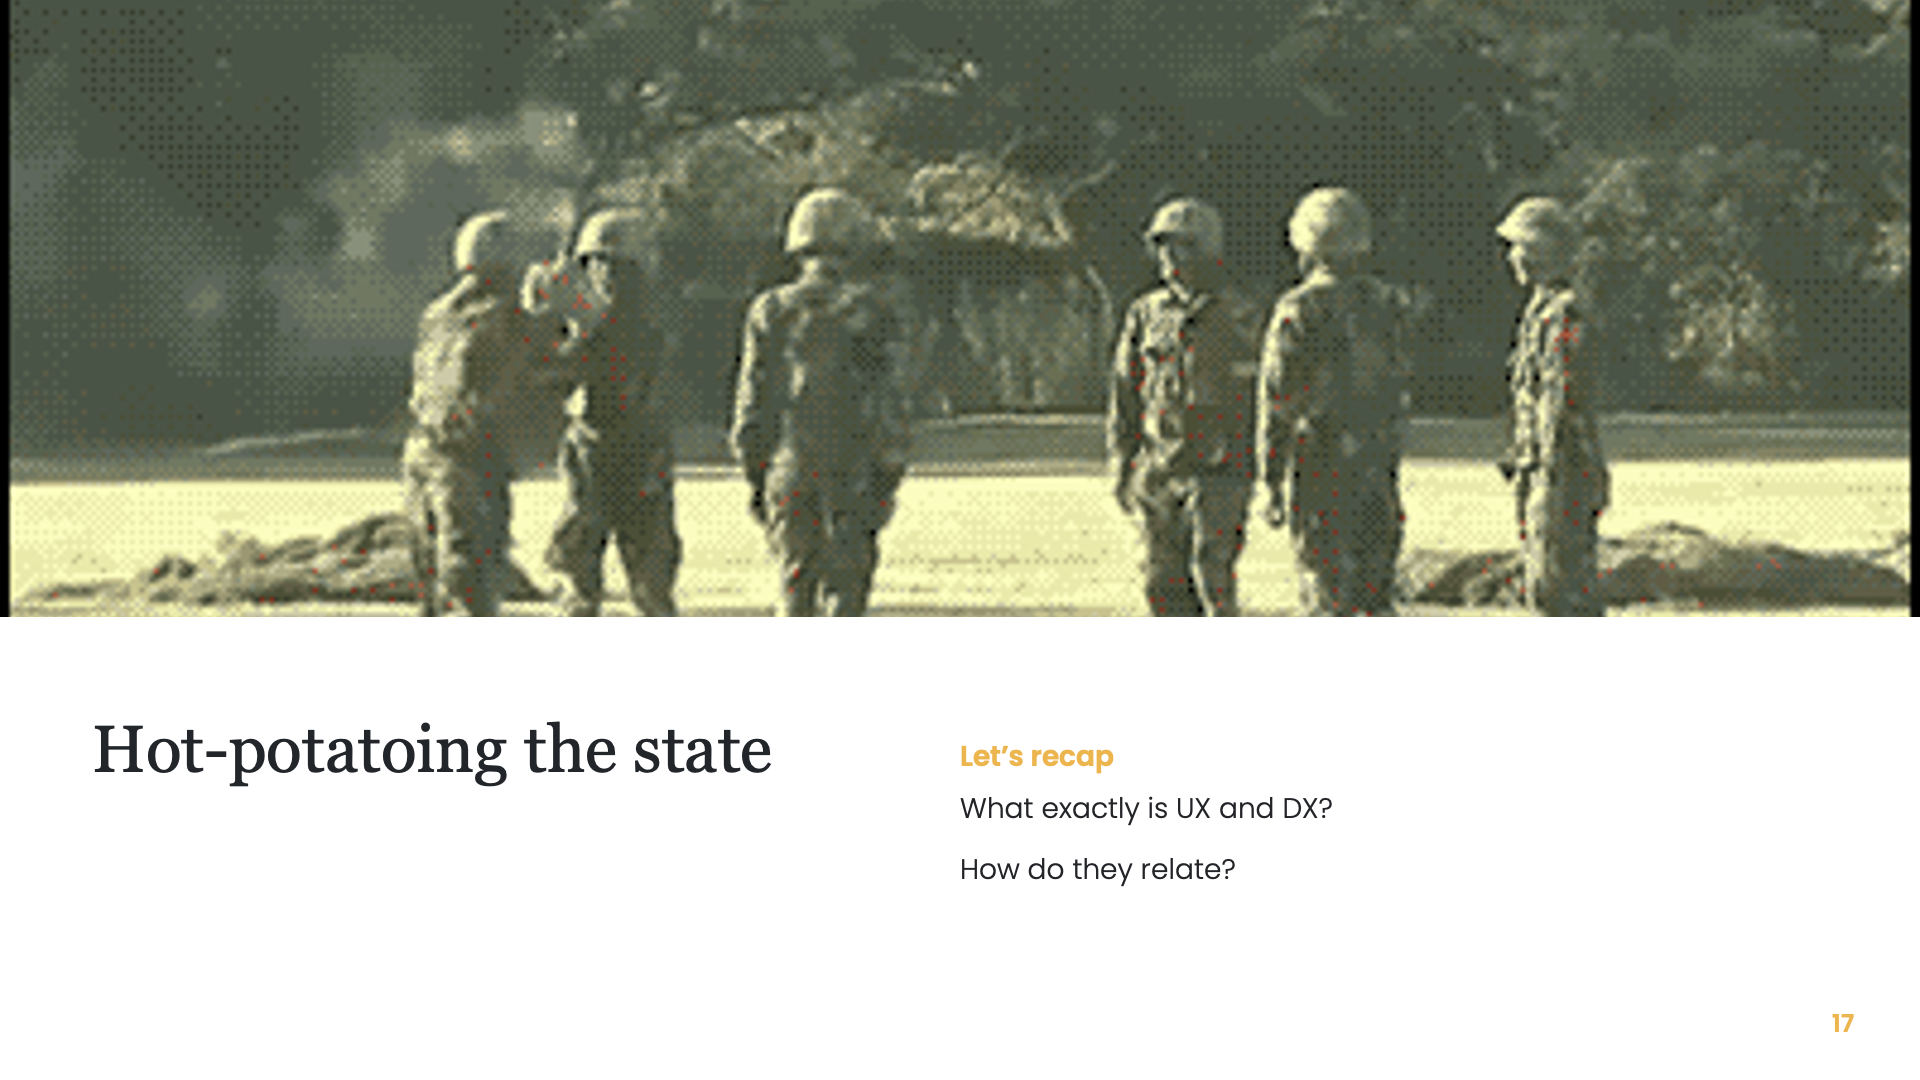 Hot-potatoing the state
Let’s recap
What exactly is UX and DX?
How do they relate?
17